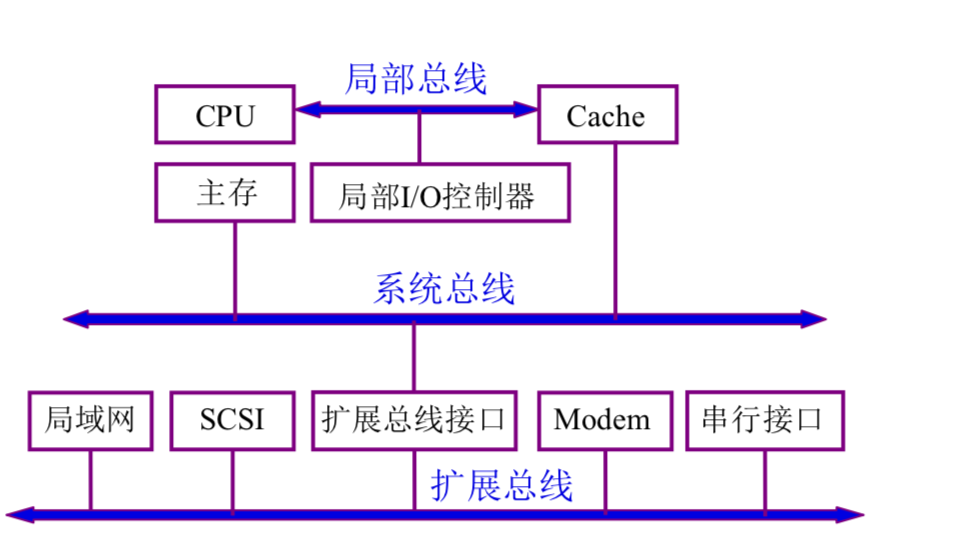 局部总线
CPU
Cache
主存
局部I/O控制器
系统总线
局域网
SCSI
扩展总线接口
Modem
串行接口
扩展总线